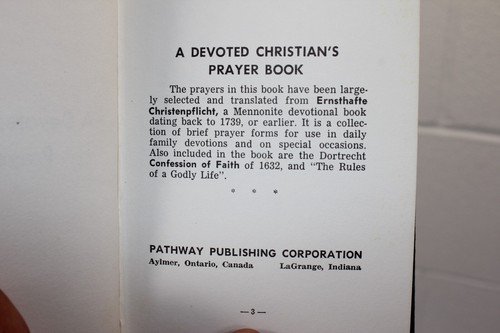 A DEVOTED CHRISTIAN'S
PRAYER BOOK
The prayers in this book have been large-
ly selected and translated from Ernsthafte
Christenpflicht, a Mennonite devotional book
dating back to 1739, or earlier. It is a collec-
tion of brief prayer forms for use in daily
family devotions and on special occasions.
Also included in the book are the Dortrecht
Confession of Faith of 1632, and "The Rules
of a Godly Life".
* * *
PATHWAY PUBLISHING CORPORATION
Aylmer, Ontario, Canada LaGrange, Indiana
—3—